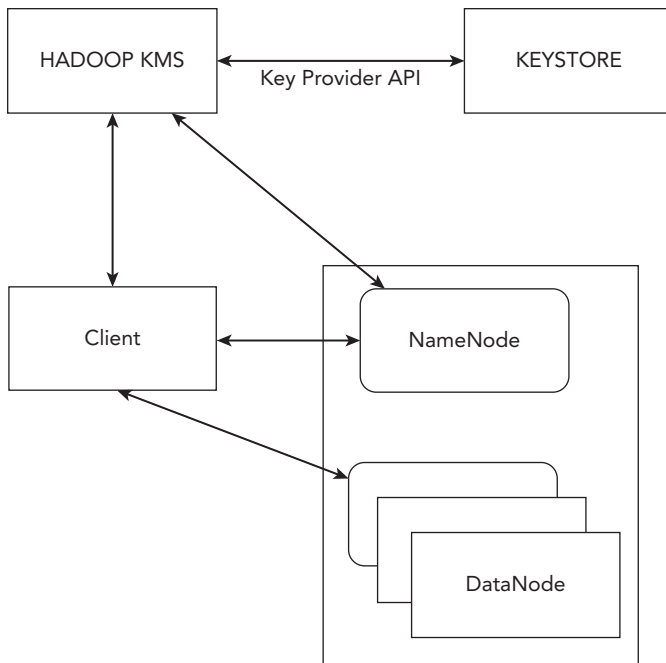 HADOOP KMS
Key Provider API
KEYSTORE
Client
NameNode
DataNode